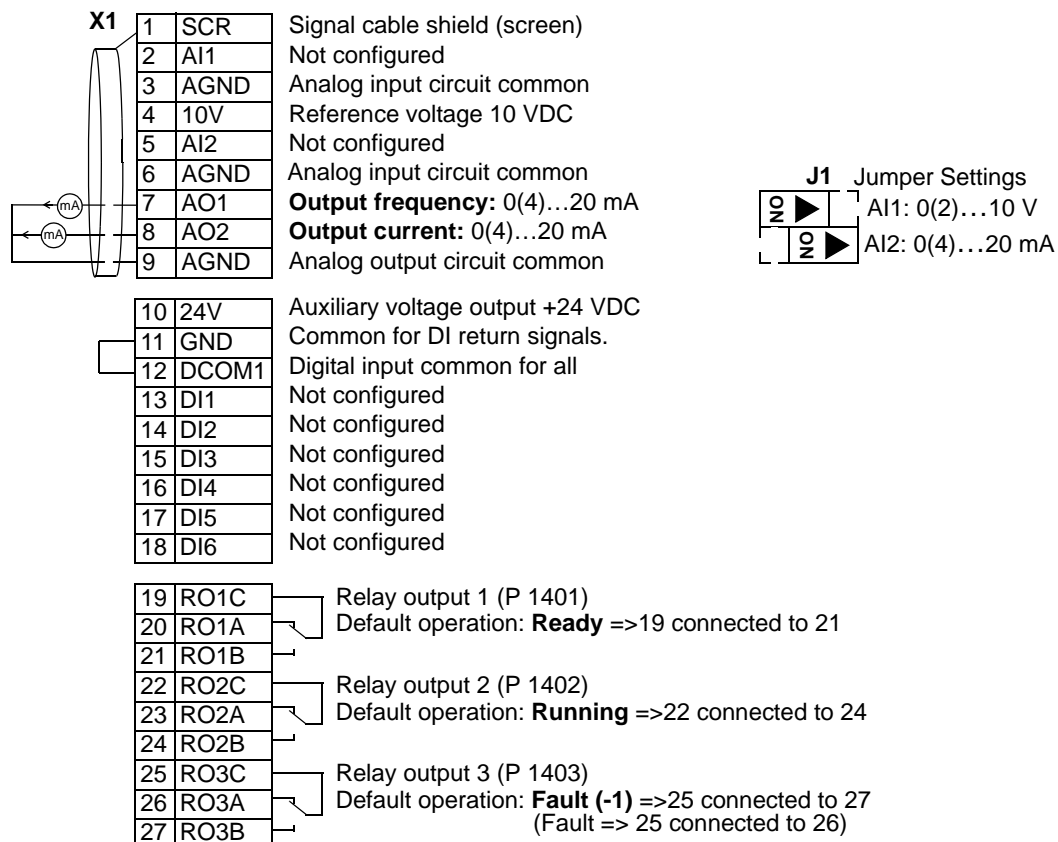 X1
1 SCR Signal cable shield (screen)
2 AI1 Not configured
3 AGND Analog input circuit common
4 10V Reference voltage 10 VDC
5 AI2 Not configured
6 AGND Analog input circuit common
mA 7 AO1 Output frequency: 0(4)…20 mA
mA 8 AO2 Output current: 0(4)…20 mA
9 AGND Analog output circuit common
J1 Jumper Settings
ON AI1: 0(2)…10 V
ON AI2: 0(4)…20 mA
10 24V Auxiliary voltage output +24 VDC
11 GND Common for DI return signals.
12 DCOM1 Digital input common for all
13 DI1 Not configured
14 DI2 Not configured
15 DI3 Not configured
16 DI4 Not configured
17 DI5 Not configured
18 DI6 Not configured
19 RO1C Relay output 1 (P 1401)
20 RO1A Default operation: Ready =>19 connected to 21
21 RO1B
22 RO2C Relay output 2 (P 1402)
23 RO2A Default operation: Running =>22 connected to 24
24 RO2B
25 RO3C Relay output 3 (P 1403)
26 RO3A Default operation: Fault (-1) =>25 connected to 27
27 RO3B (Fault => 25 connected to 26)